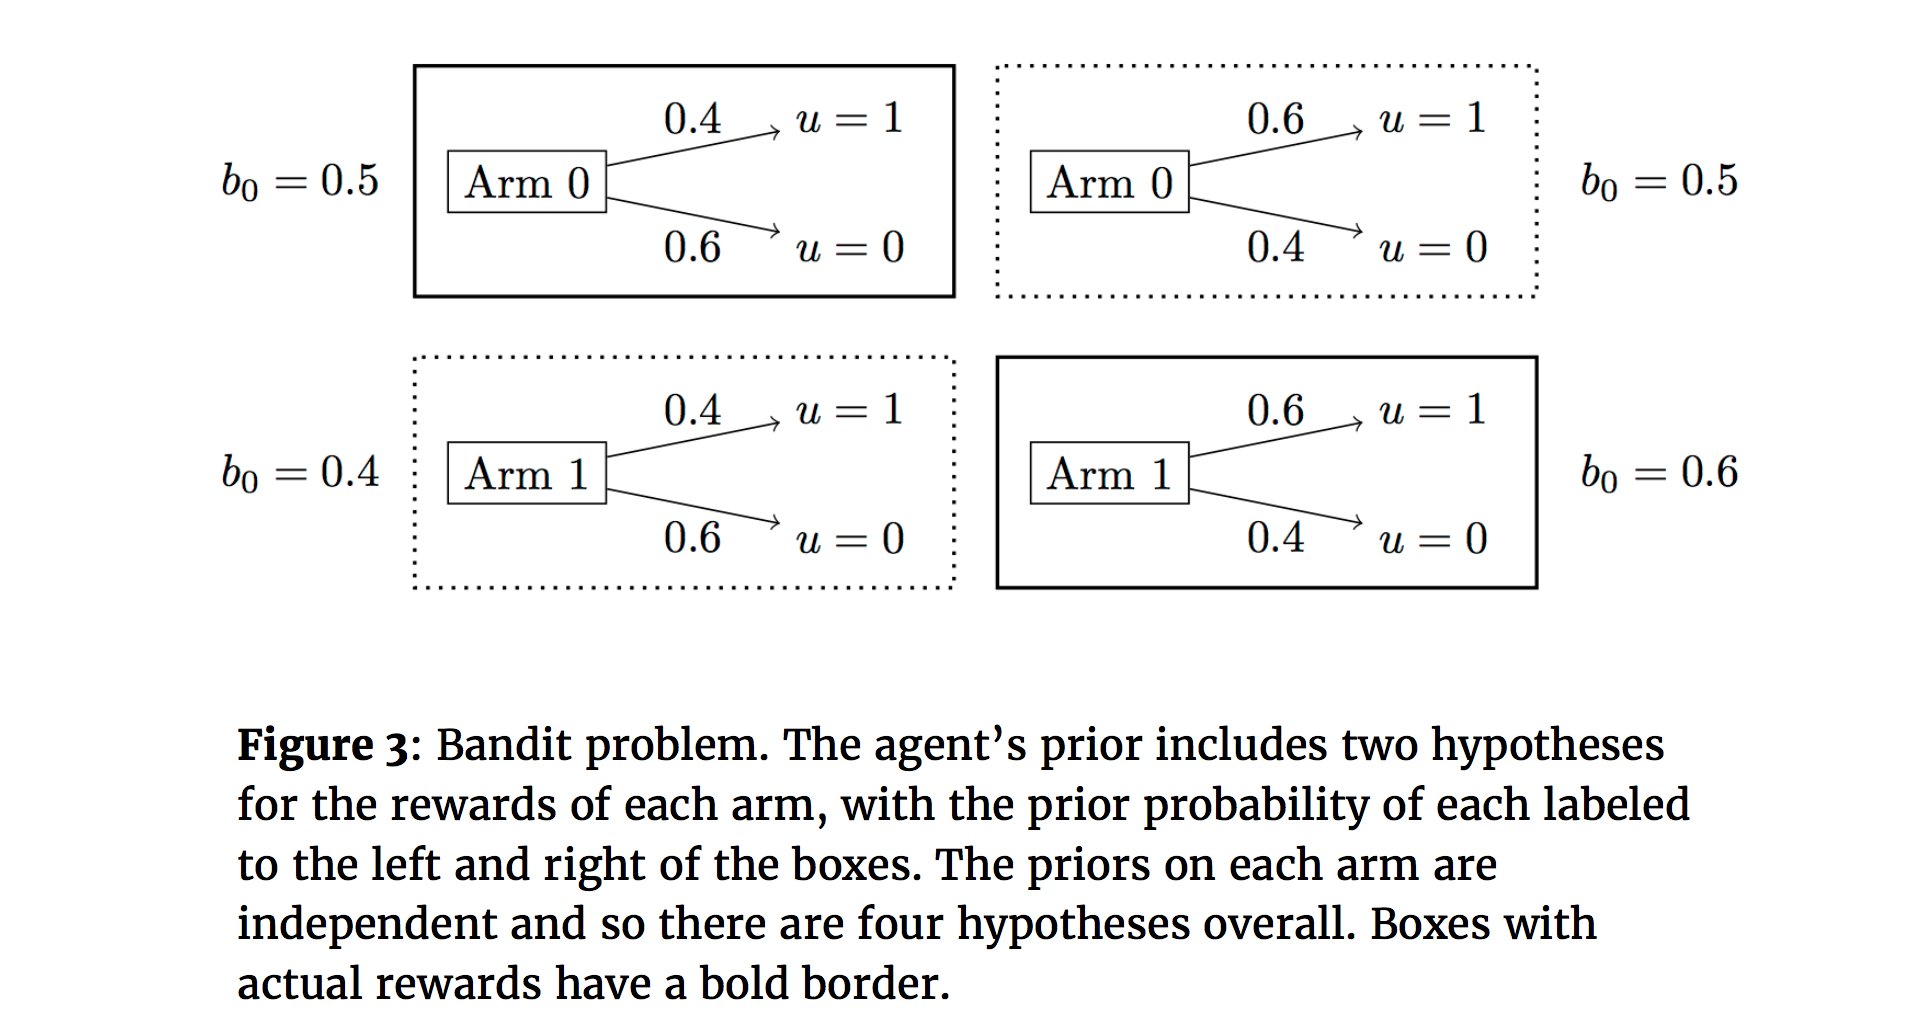 0.4 u = 1 0.6 u = 1
b₀ = 0.5 Arm 0 Arm 0 b₀ = 0.5
0.6 u = 0 0.4 u = 0
0.4 u = 1 0.6 u = 1
b₀ = 0.4 Arm 1 Arm 1 b₀ = 0.6
0.6 u = 0 0.4 u = 0
Figure 3: Bandit problem. The agent’s prior includes two hypotheses
for the rewards of each arm, with the prior probability of each labeled
to the left and right of the boxes. The priors on each arm are
independent and so there are four hypotheses overall. Boxes with
actual rewards have a bold border.